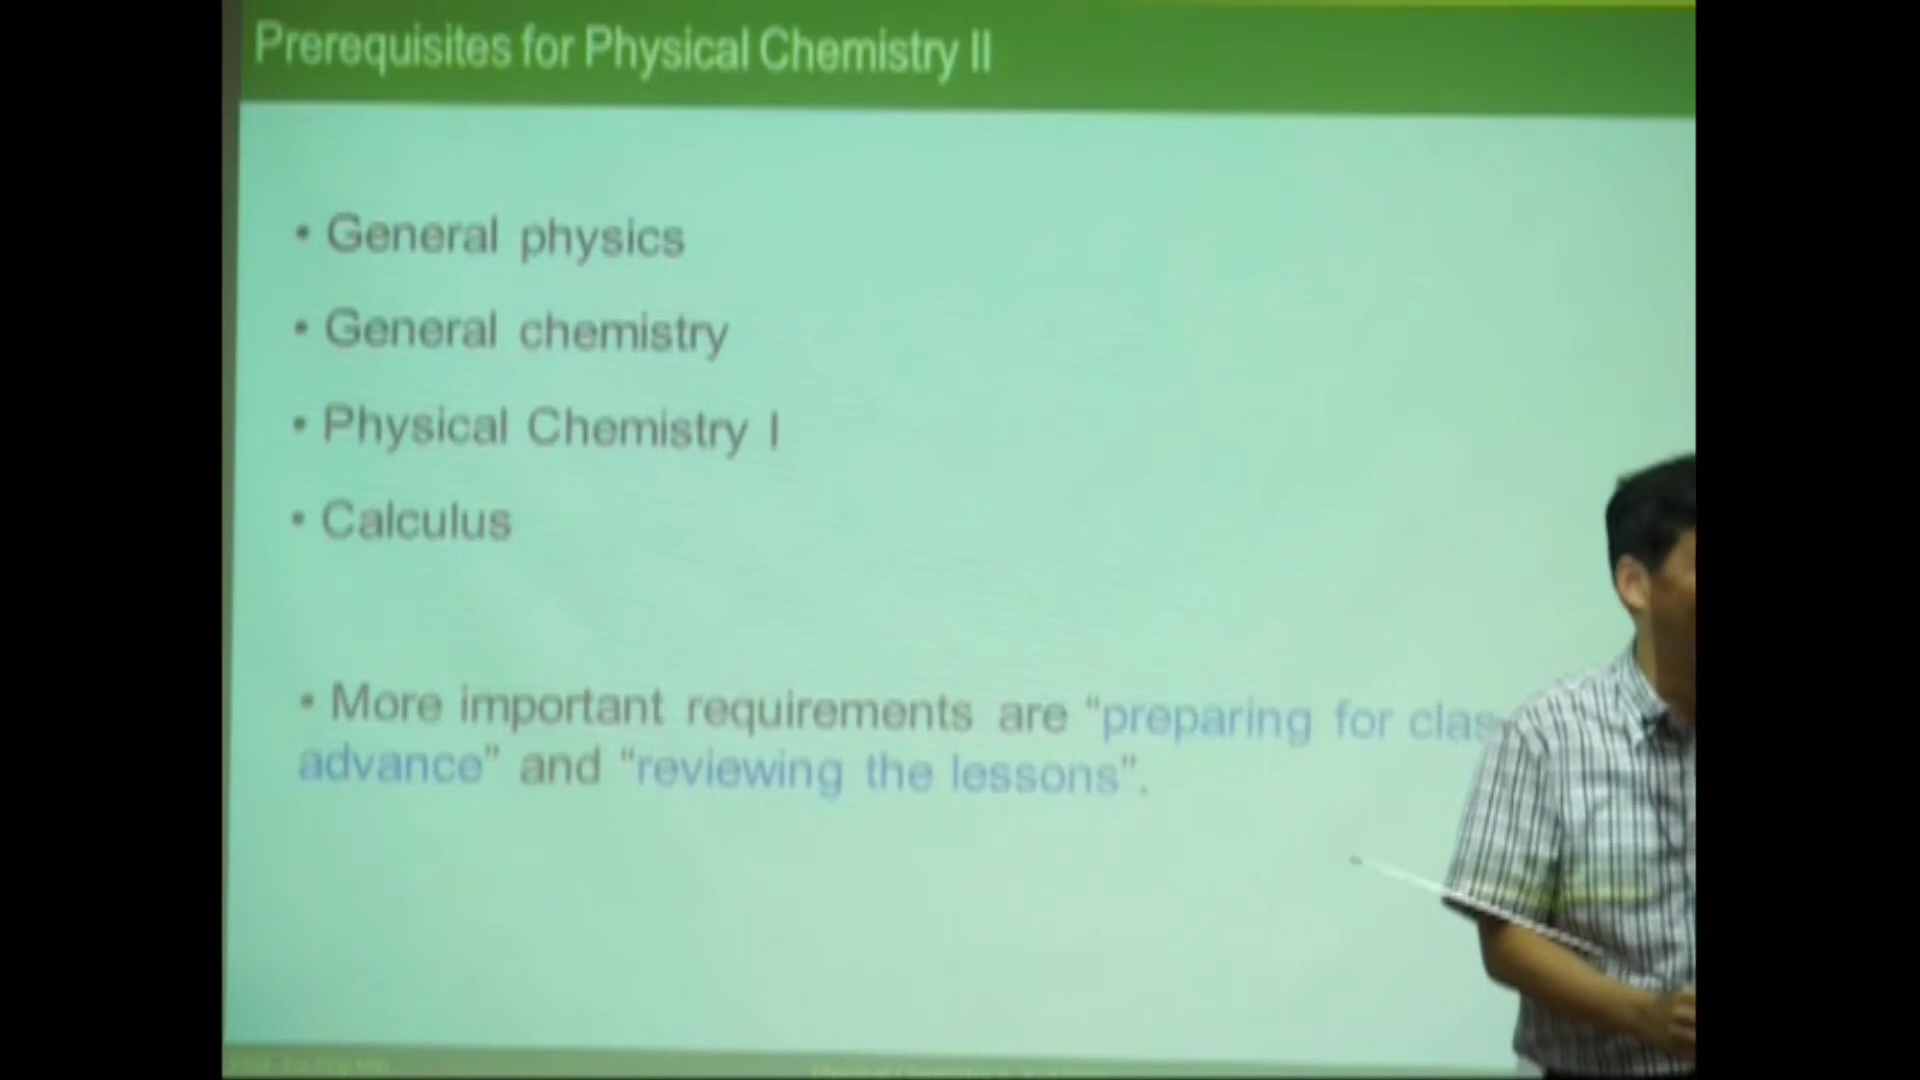 Prerequisites for Physical Chemistry II
• General physics
• General chemistry
• Physical Chemistry I
• Calculus
• More important requirements are “preparing for clas
advance” and “reviewing the lessons”.